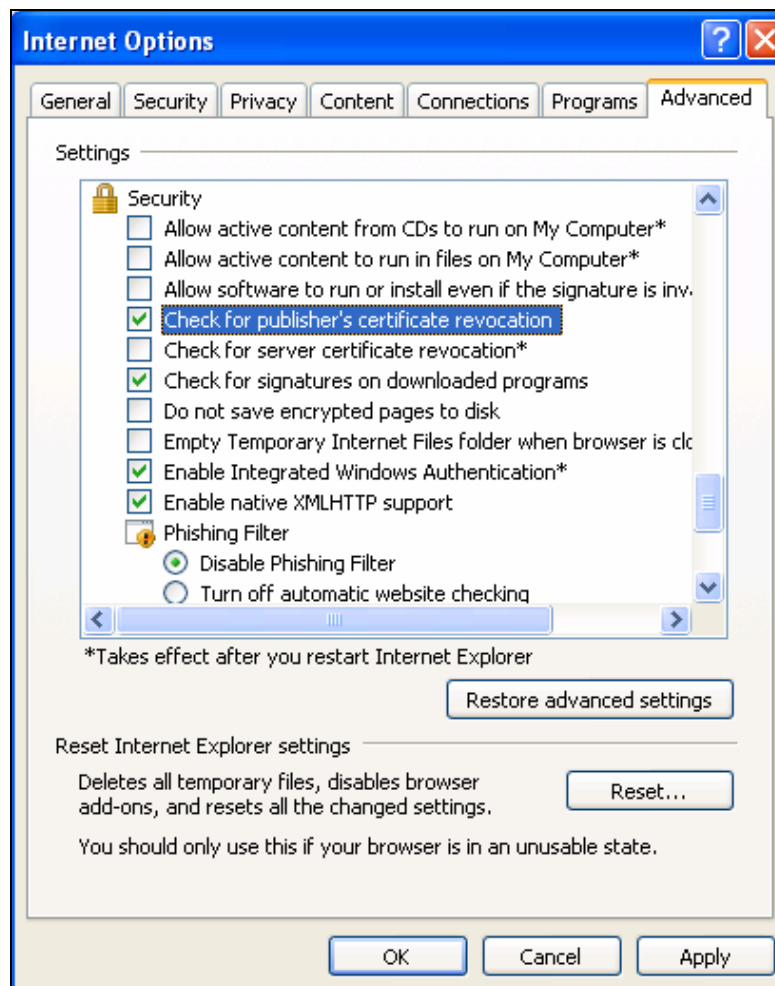 Internet Options
General Security Privacy Content Connections Programs Advanced
Settings
Security
Allow active content from CDs to run on My Computer*
Allow active content to run in files on My Computer*
Allow software to run or install even if the signature is inv
Check for publisher's certificate revocation
Check for server certificate revocation*
Check for signatures on downloaded programs
Do not save encrypted pages to disk
Empty Temporary Internet Files folder when browser is clo
Enable Integrated Windows Authentication*
Enable native XMLHTTP support
Phishing Filter
Disable Phishing Filter
Turn off automatic website checking
*Takes effect after you restart Internet Explorer
Restore advanced settings
Reset Internet Explorer settings
Deletes all temporary files, disables browser
add-ons, and resets all the changed settings.
Reset...
You should only use this if your browser is in an unusable state.
OK Cancel Apply